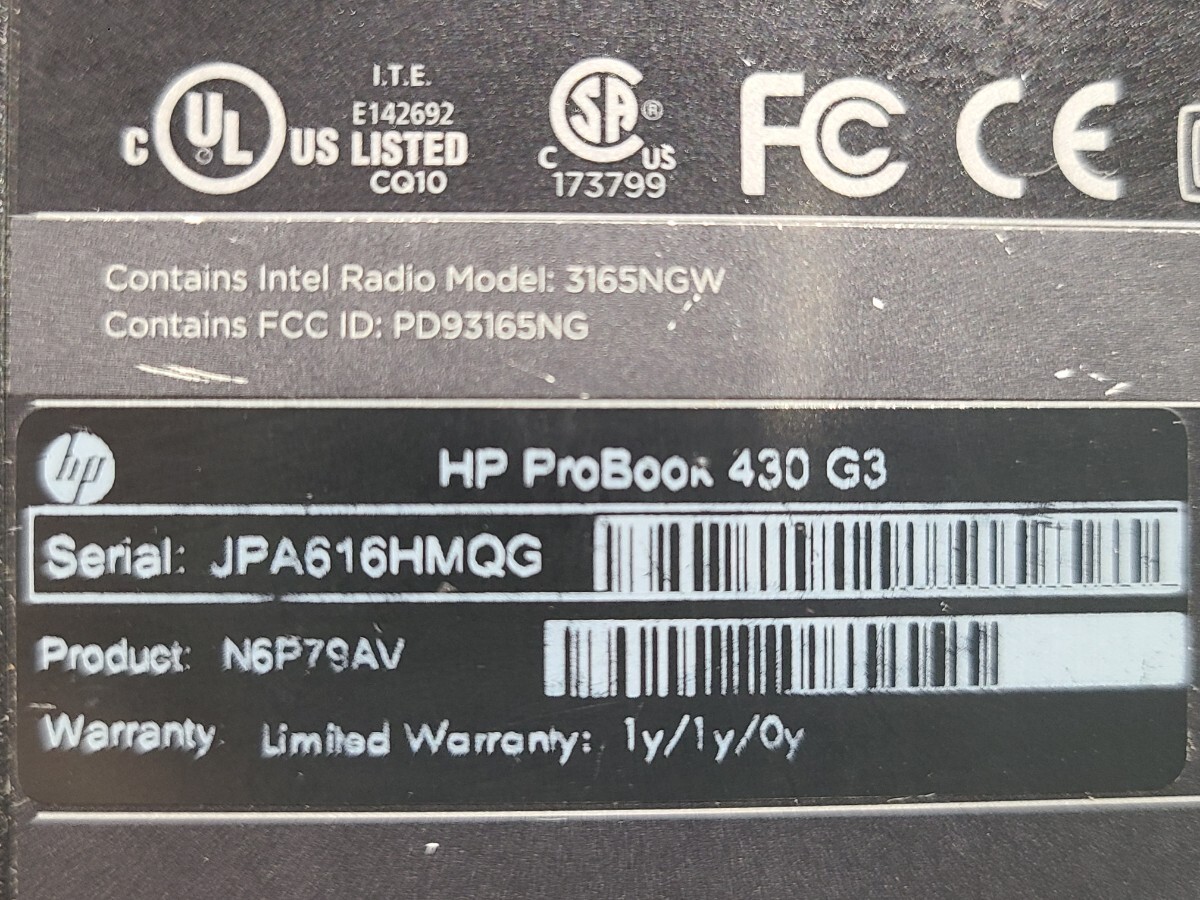 I.T.E.
E142692
C UL US LISTED
CQ10
SA ®
C US
173799
FC CE
Contains Intel Radio Model: 3165NGW
Contains FCC ID: PD93165NG
hp
HP ProBook 430 G3
Serial: JPA616HMQG
Product: N6P79AV
Warranty Limited Warranty: 1y/1y/0y